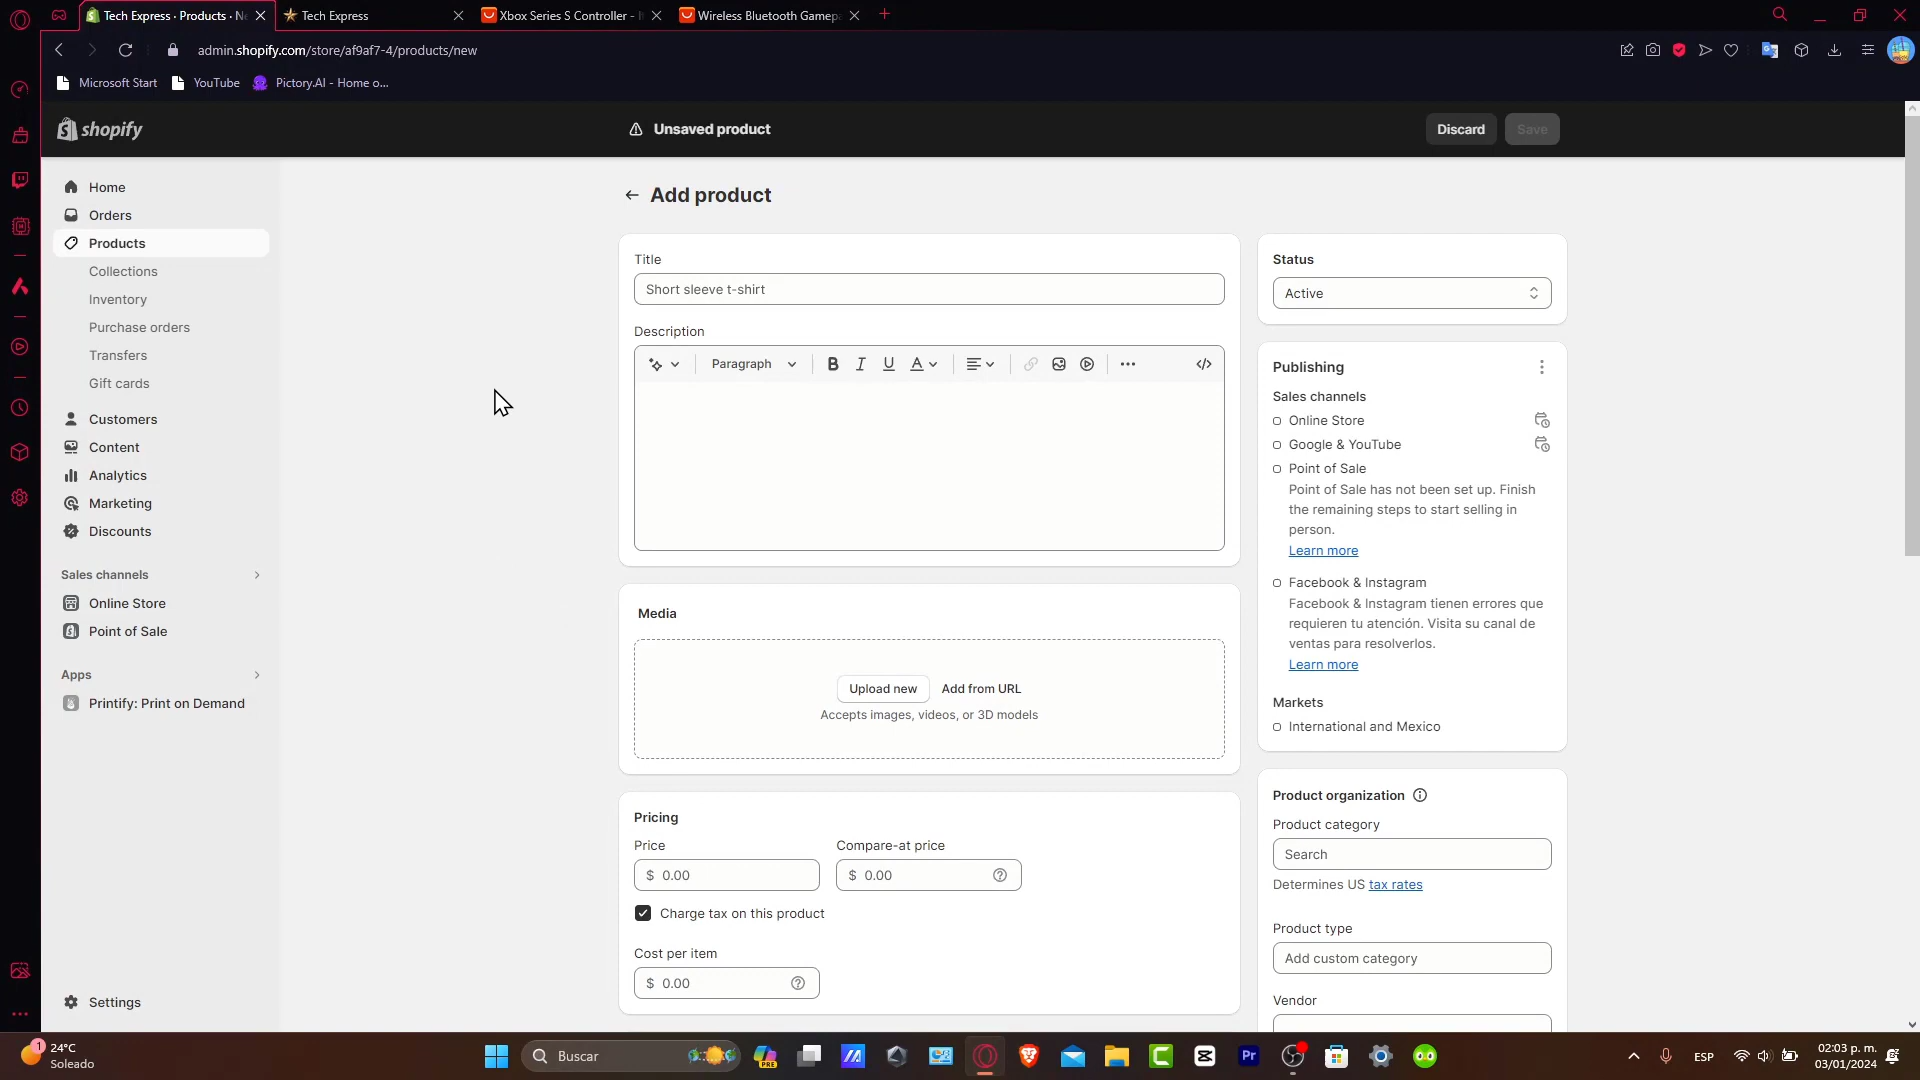 Tech Express · Products · Ne
Tech Express
Xbox Series S Controller -
Wireless Bluetooth Gamepa
admin.shopify.com/store/af9af7-4/products/new
Microsoft Start
YouTube
Pictory.AI - Home o...
shopify
Unsaved product
Discard
Save
Home
Orders
Products
Collections
Inventory
Purchase orders
Transfers
Gift cards
Customers
Content
Analytics
Marketing
Discounts
Sales channels
Online Store
Point of Sale
Apps
Printify: Print on Demand
Settings
Add product
Title
Short sleeve t-shirt
Description
Paragraph
B I U A
Media
Upload new
Add from URL
Accepts images, videos, or 3D models
Pricing
Price
Compare-at price
$ 0.00
$ 0.00
Charge tax on this product
Cost per item
$ 0.00
Status
Active
Publishing
Sales channels
Online Store
Google & YouTube
Point of Sale
Point of Sale has not been set up. Finish
the remaining steps to start selling in
person.
Learn more
Facebook & Instagram
Facebook & Instagram tienen errores que
requieren tu atención. Visita su canal de
ventas para resolverlos.
Learn more
Markets
International and Mexico
Product organization
Product category
Search
Determines US tax rates
Product type
Add custom category
Vendor
1
24°C
Soleado
Buscar
PRE
Pr
ESP
02:03 p. m.
03/01/2024